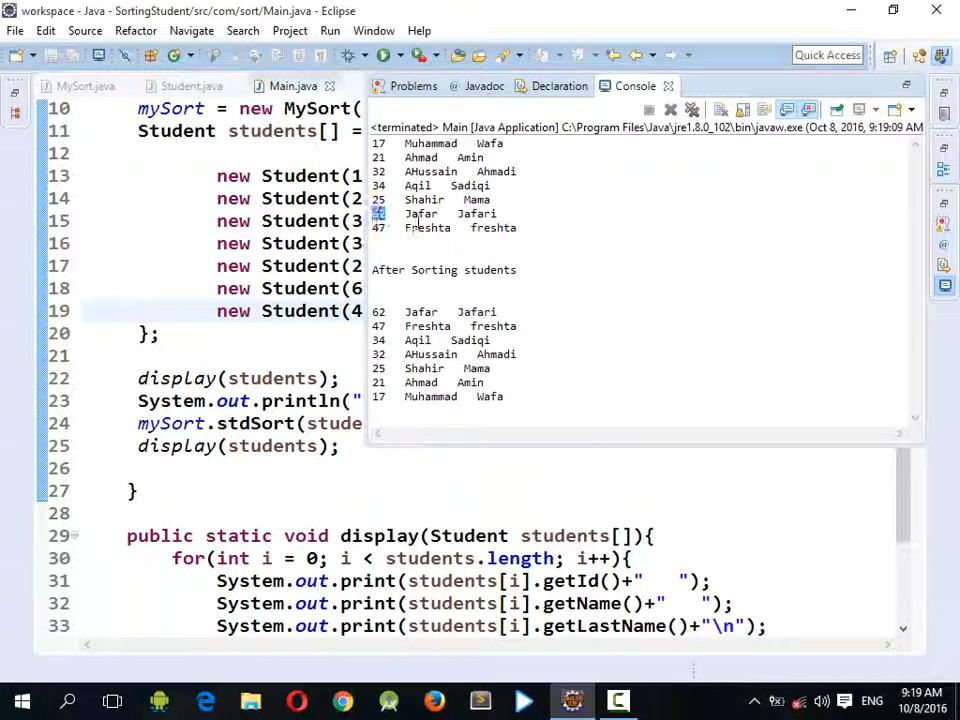 workspace - Java - SortingStudent/src/com/sort/Main.java - Eclipse
File Edit Source Refactor Navigate Search Project Run Window Help
Quick Access
MySort.java Student.java Main.java
Problems @ Javadoc Declaration Console
<terminated> Main [Java Application] C:\Program Files\Java\jre1.8.0_102\bin\javaw.exe (Oct 8, 2016, 9:19:09 AM
17 Muhammad Wafa
21 Ahmad Amin
32 AHussain Ahmadi
34 Aqil Sadiqi
25 Shahir Mama
62 Jafar Jafari
47 Freshta freshta
After Sorting students
62 Jafar Jafari
47 Freshta freshta
34 Aqil Sadiqi
32 AHussain Ahmadi
25 Shahir Mama
21 Ahmad Amin
17 Muhammad Wafa
10 mySort = new MySort(
11 Student students[] =
12
13 new Student(1
14 new Student(2
15 new Student(3
16 new Student(3
17 new Student(2
18 new Student(6
19 new Student(4
20 };
21
22 display(students);
23 System.out.println("
24 mySort.stdSort(stude
25 display(students);
26
27 }
28
29 public static void display(Student students[]){
30 for(int i = 0; i < students.length; i++){
31 System.out.print(students[i].getId()+"   ");
32 System.out.print(students[i].getName()+"   ");
33 System.out.print(students[i].getLastName()+"\n");
ENG
9:19 AM
10/8/2016